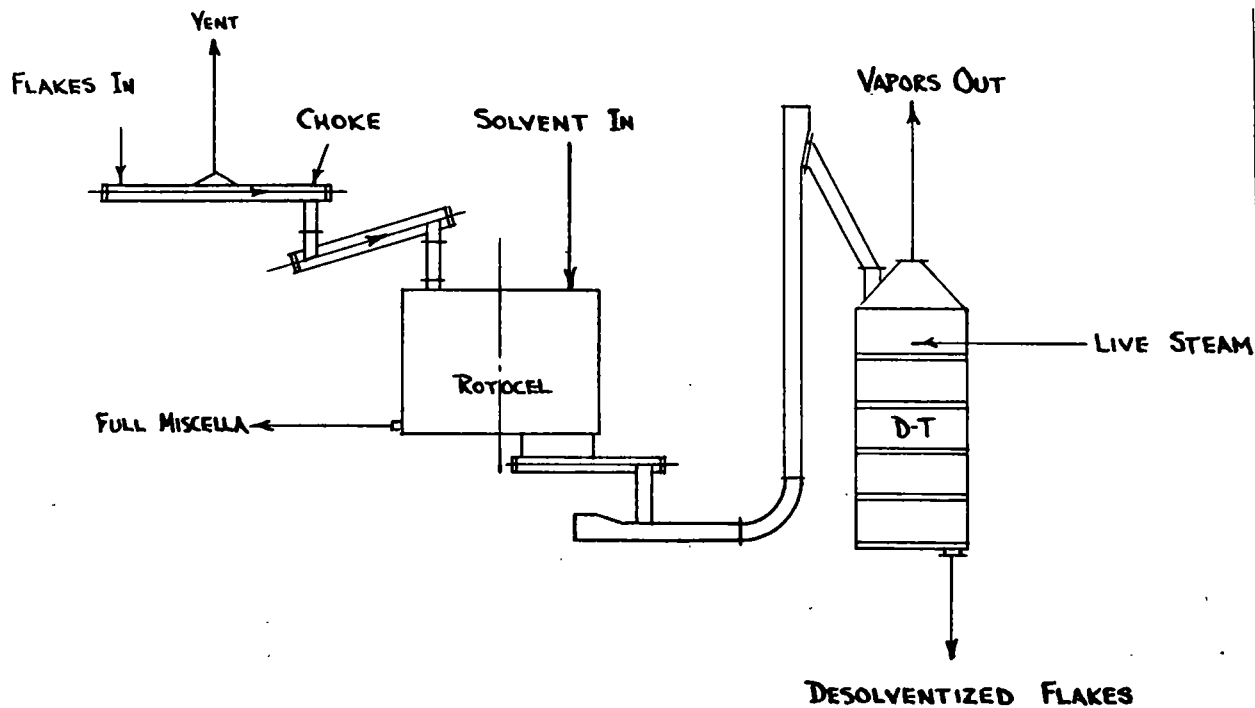 VENT
FLAKES IN
CHOKE
SOLVENT IN
VAPORS OUT
LIVE STEAM
ROTOCEL
FULL MISCELLA
D-T
DESOLVENTIZED FLAKES